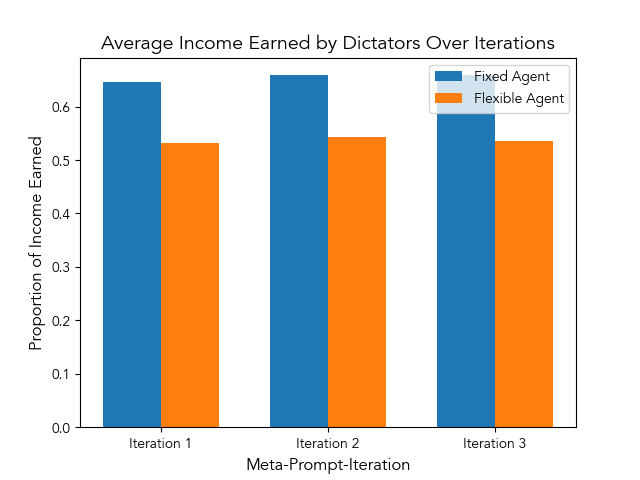 Average Income Earned by Dictators Over Iterations
Fixed Agent
Flexible Agent
Proportion of Income Earned
0.6
0.5
0.4
0.3
0.2
0.1
0.0
Iteration 1
Iteration 2
Iteration 3
Meta-Prompt-Iteration